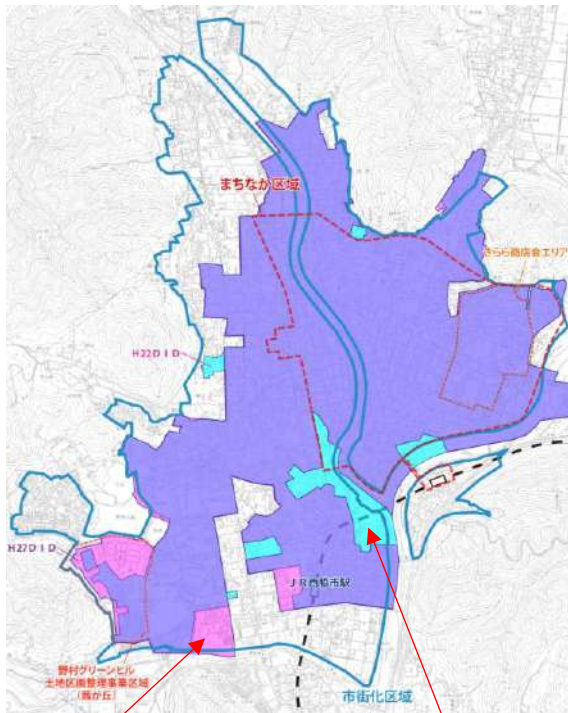 まちなか区域
きらら商店会エリア
H22DID
H27DID
JR西脇市駅
野村グリーンヒル
土地区画整理事業区域
(茜が丘)
市街化区域